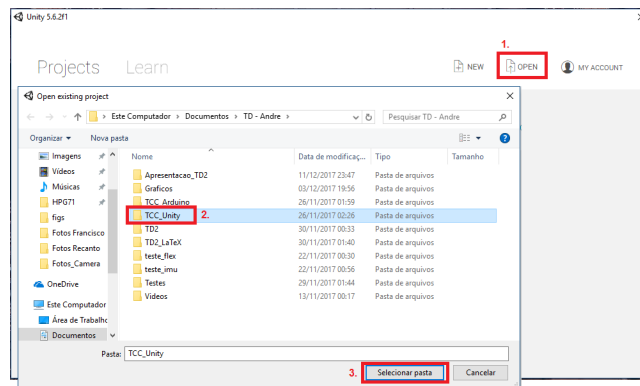 Unity 5.6.2f1
1.
Projects Learn NEW OPEN MY ACCOUNT
Open existing project
Este Computador > Documentos > TD - Andre > Pesquisar TD - Andre
Organizar Nova pasta
Imagens Nome Data de modificaç... Tipo Tamanho
Vídeos Apresentacao_TD2 11/12/2017 23:47 Pasta de arquivos
Músicas Graficos 03/12/2017 19:56 Pasta de arquivos
HPG71 TCC_Arduino 26/11/2017 01:59 Pasta de arquivos
figs TCC_Unity 2. 26/11/2017 02:26 Pasta de arquivos
Fotos Francisco TD2 30/11/2017 00:33 Pasta de arquivos
Fotos Recanto TD2_LaTeX 30/11/2017 01:40 Pasta de arquivos
Fotos_Camera teste_flex 22/11/2017 00:30 Pasta de arquivos
teste_imu 22/11/2017 00:56 Pasta de arquivos
OneDrive Testes 29/11/2017 01:44 Pasta de arquivos
Este Computador Videos 13/11/2017 00:17 Pasta de arquivos
Área de Trabalho
Documentos
Pasta: TCC_Unity
3. Selecionar pasta Cancelar